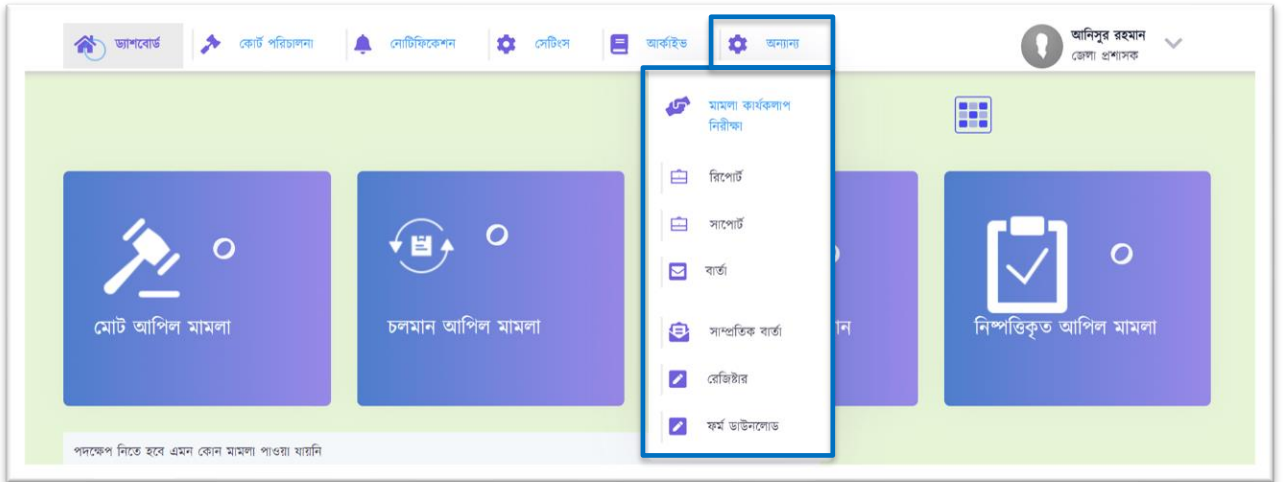 ড্যাশবোর্ড কোর্ট পরিচালনা নোটিফিকেশন সেটিংস আর্কাইভ অন্যান্য আনিসুর রহমান
জেলা প্রশাসক
মামলা কার্যকলাপ
নিরীক্ষা
রিপোর্ট
সাপোর্ট
বার্তা
সাম্প্রতিক বার্তা
রেজিষ্টার
ফর্ম ডাউনলোড
০
মোট আপিল মামলা
০
চলমান আপিল মামলা
ান
০
নিষ্পত্তিকৃত আপিল মামলা
পদক্ষেপ নিতে হবে এমন কোন মামলা পাওয়া যায়নি